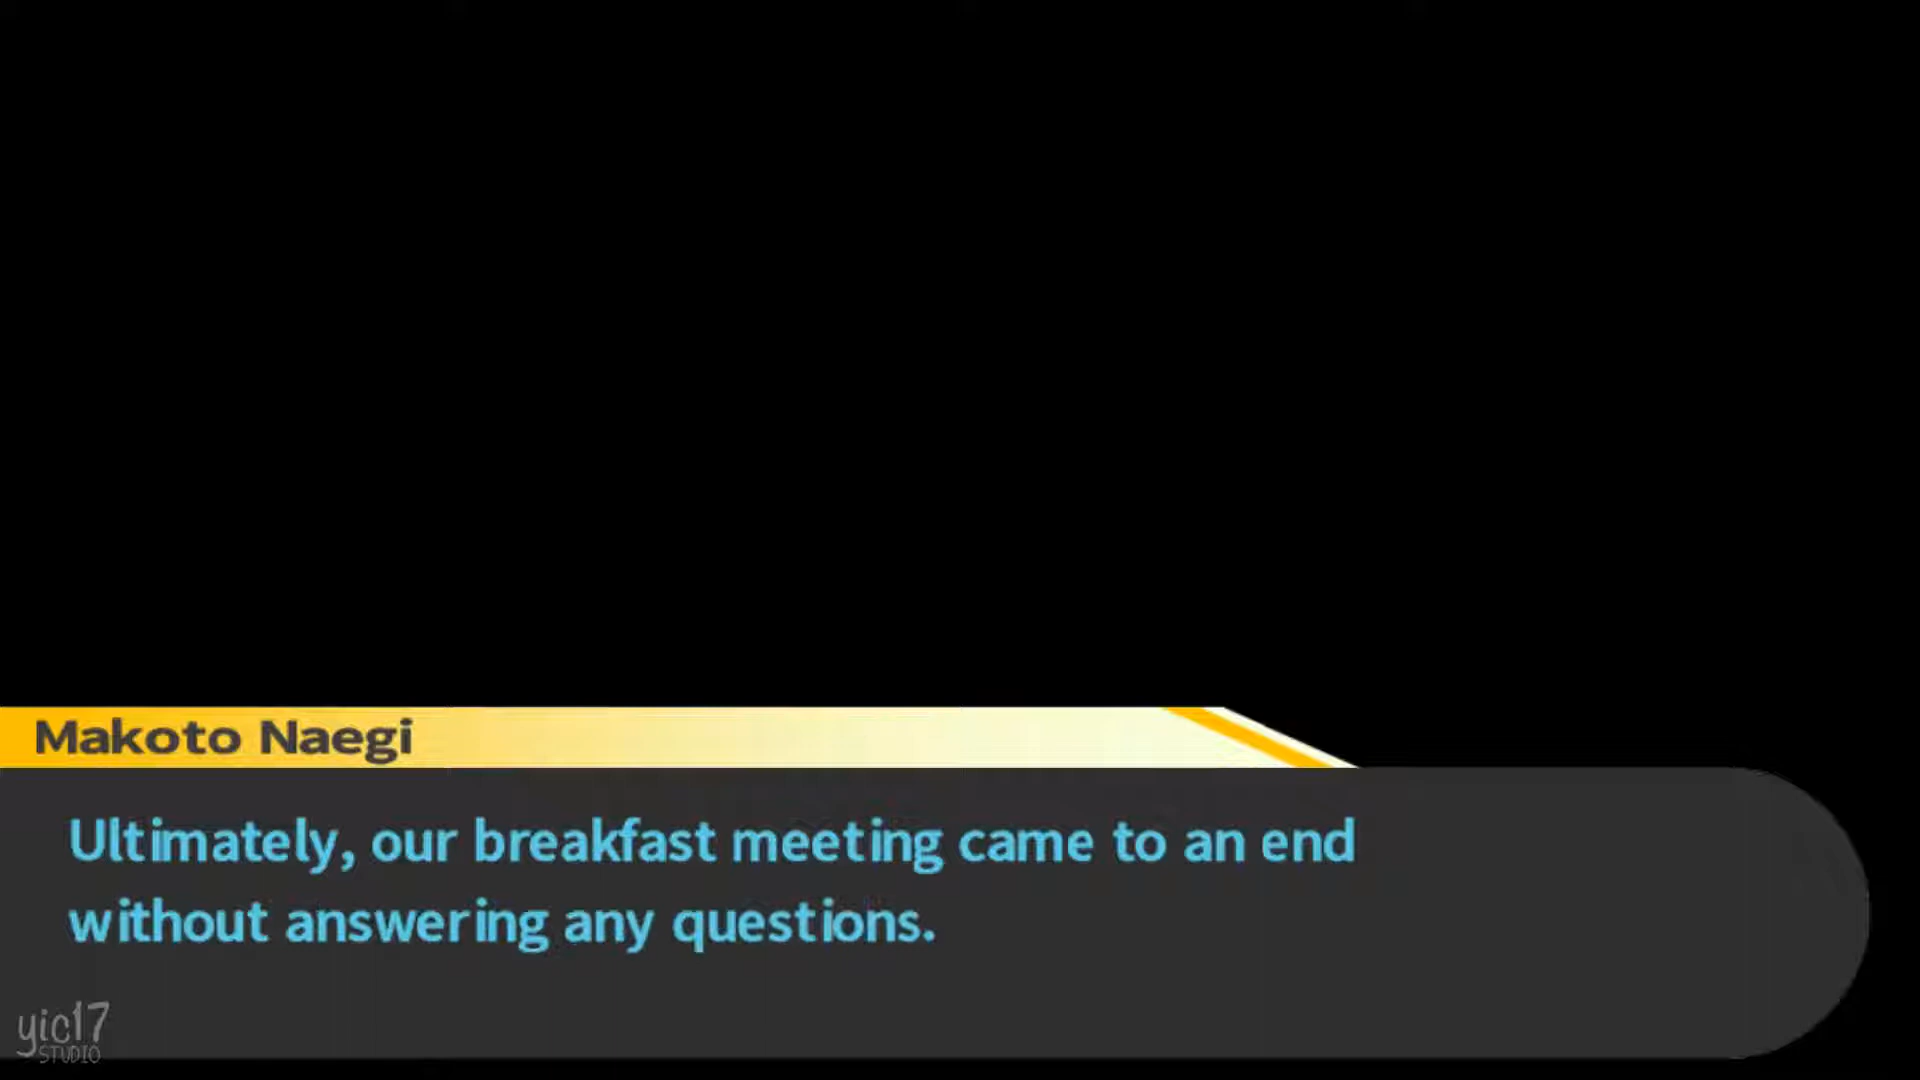 Makoto Naegi
Ultimately, our breakfast meeting came to an end
without answering any questions.
yic17
STUDIO